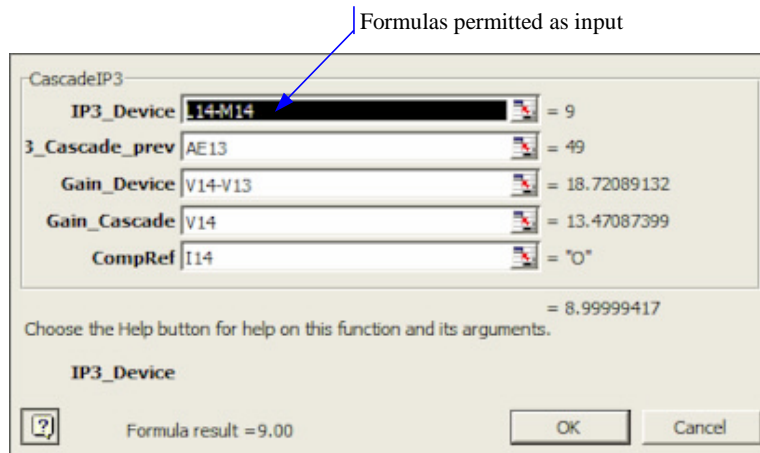 Formulas permitted as input
CascadeIP3
IP3_Device L14-M14 = 9
3_Cascade_prev AE13 = 49
Gain_Device V14-V13 = 18.72089132
Gain_Cascade V14 = 13.47087399
CompRef I14 = "O"
= 8.99999417
Choose the Help button for help on this function and its arguments.
IP3_Device
Formula result =9.00 OK Cancel